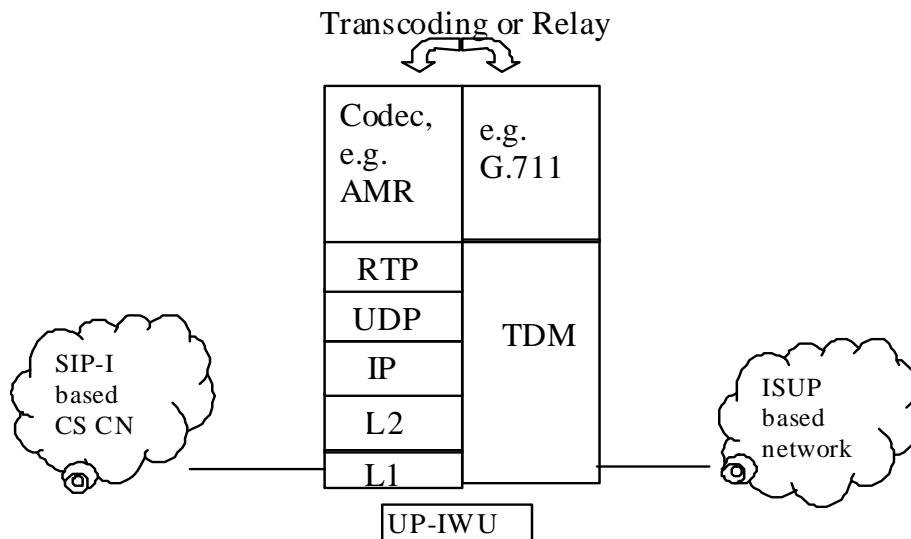 Transcoding or Relay
Codec,
e.g.
AMR
e.g.
G.711
RTP
UDP
IP
L2
L1
TDM
SIP-I
based
CS CN
ISUP
based
network
UP-IWU